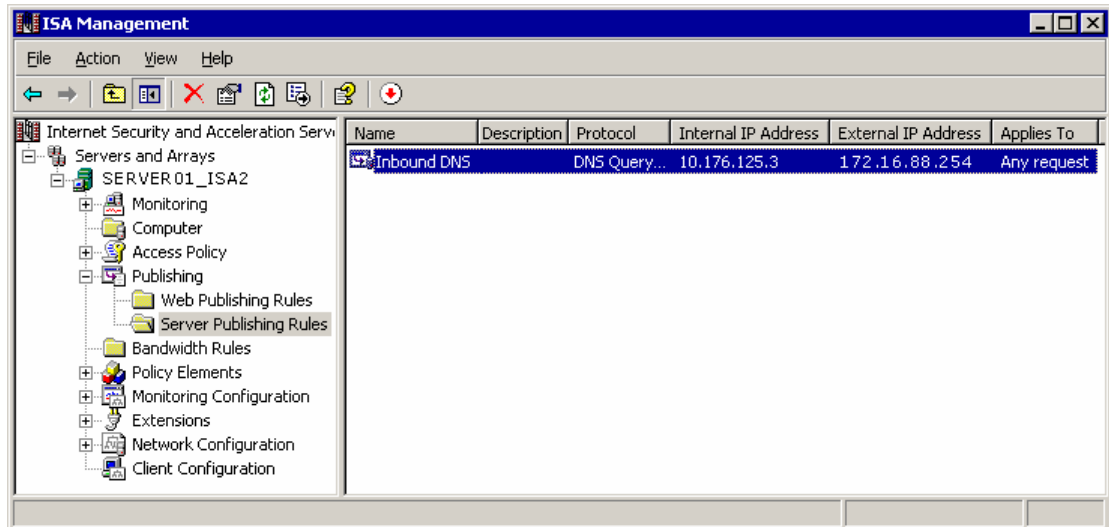 ISA Management
File Action View Help
Internet Security and Acceleration Serv
Servers and Arrays
SERVER01_ISA2
Monitoring
Computer
Access Policy
Publishing
Web Publishing Rules
Server Publishing Rules
Bandwidth Rules
Policy Elements
Monitoring Configuration
Extensions
Network Configuration
Client Configuration
Name Description Protocol Internal IP Address External IP Address Applies To
Inbound DNS DNS Query... 10.176.125.3 172.16.88.254 Any request